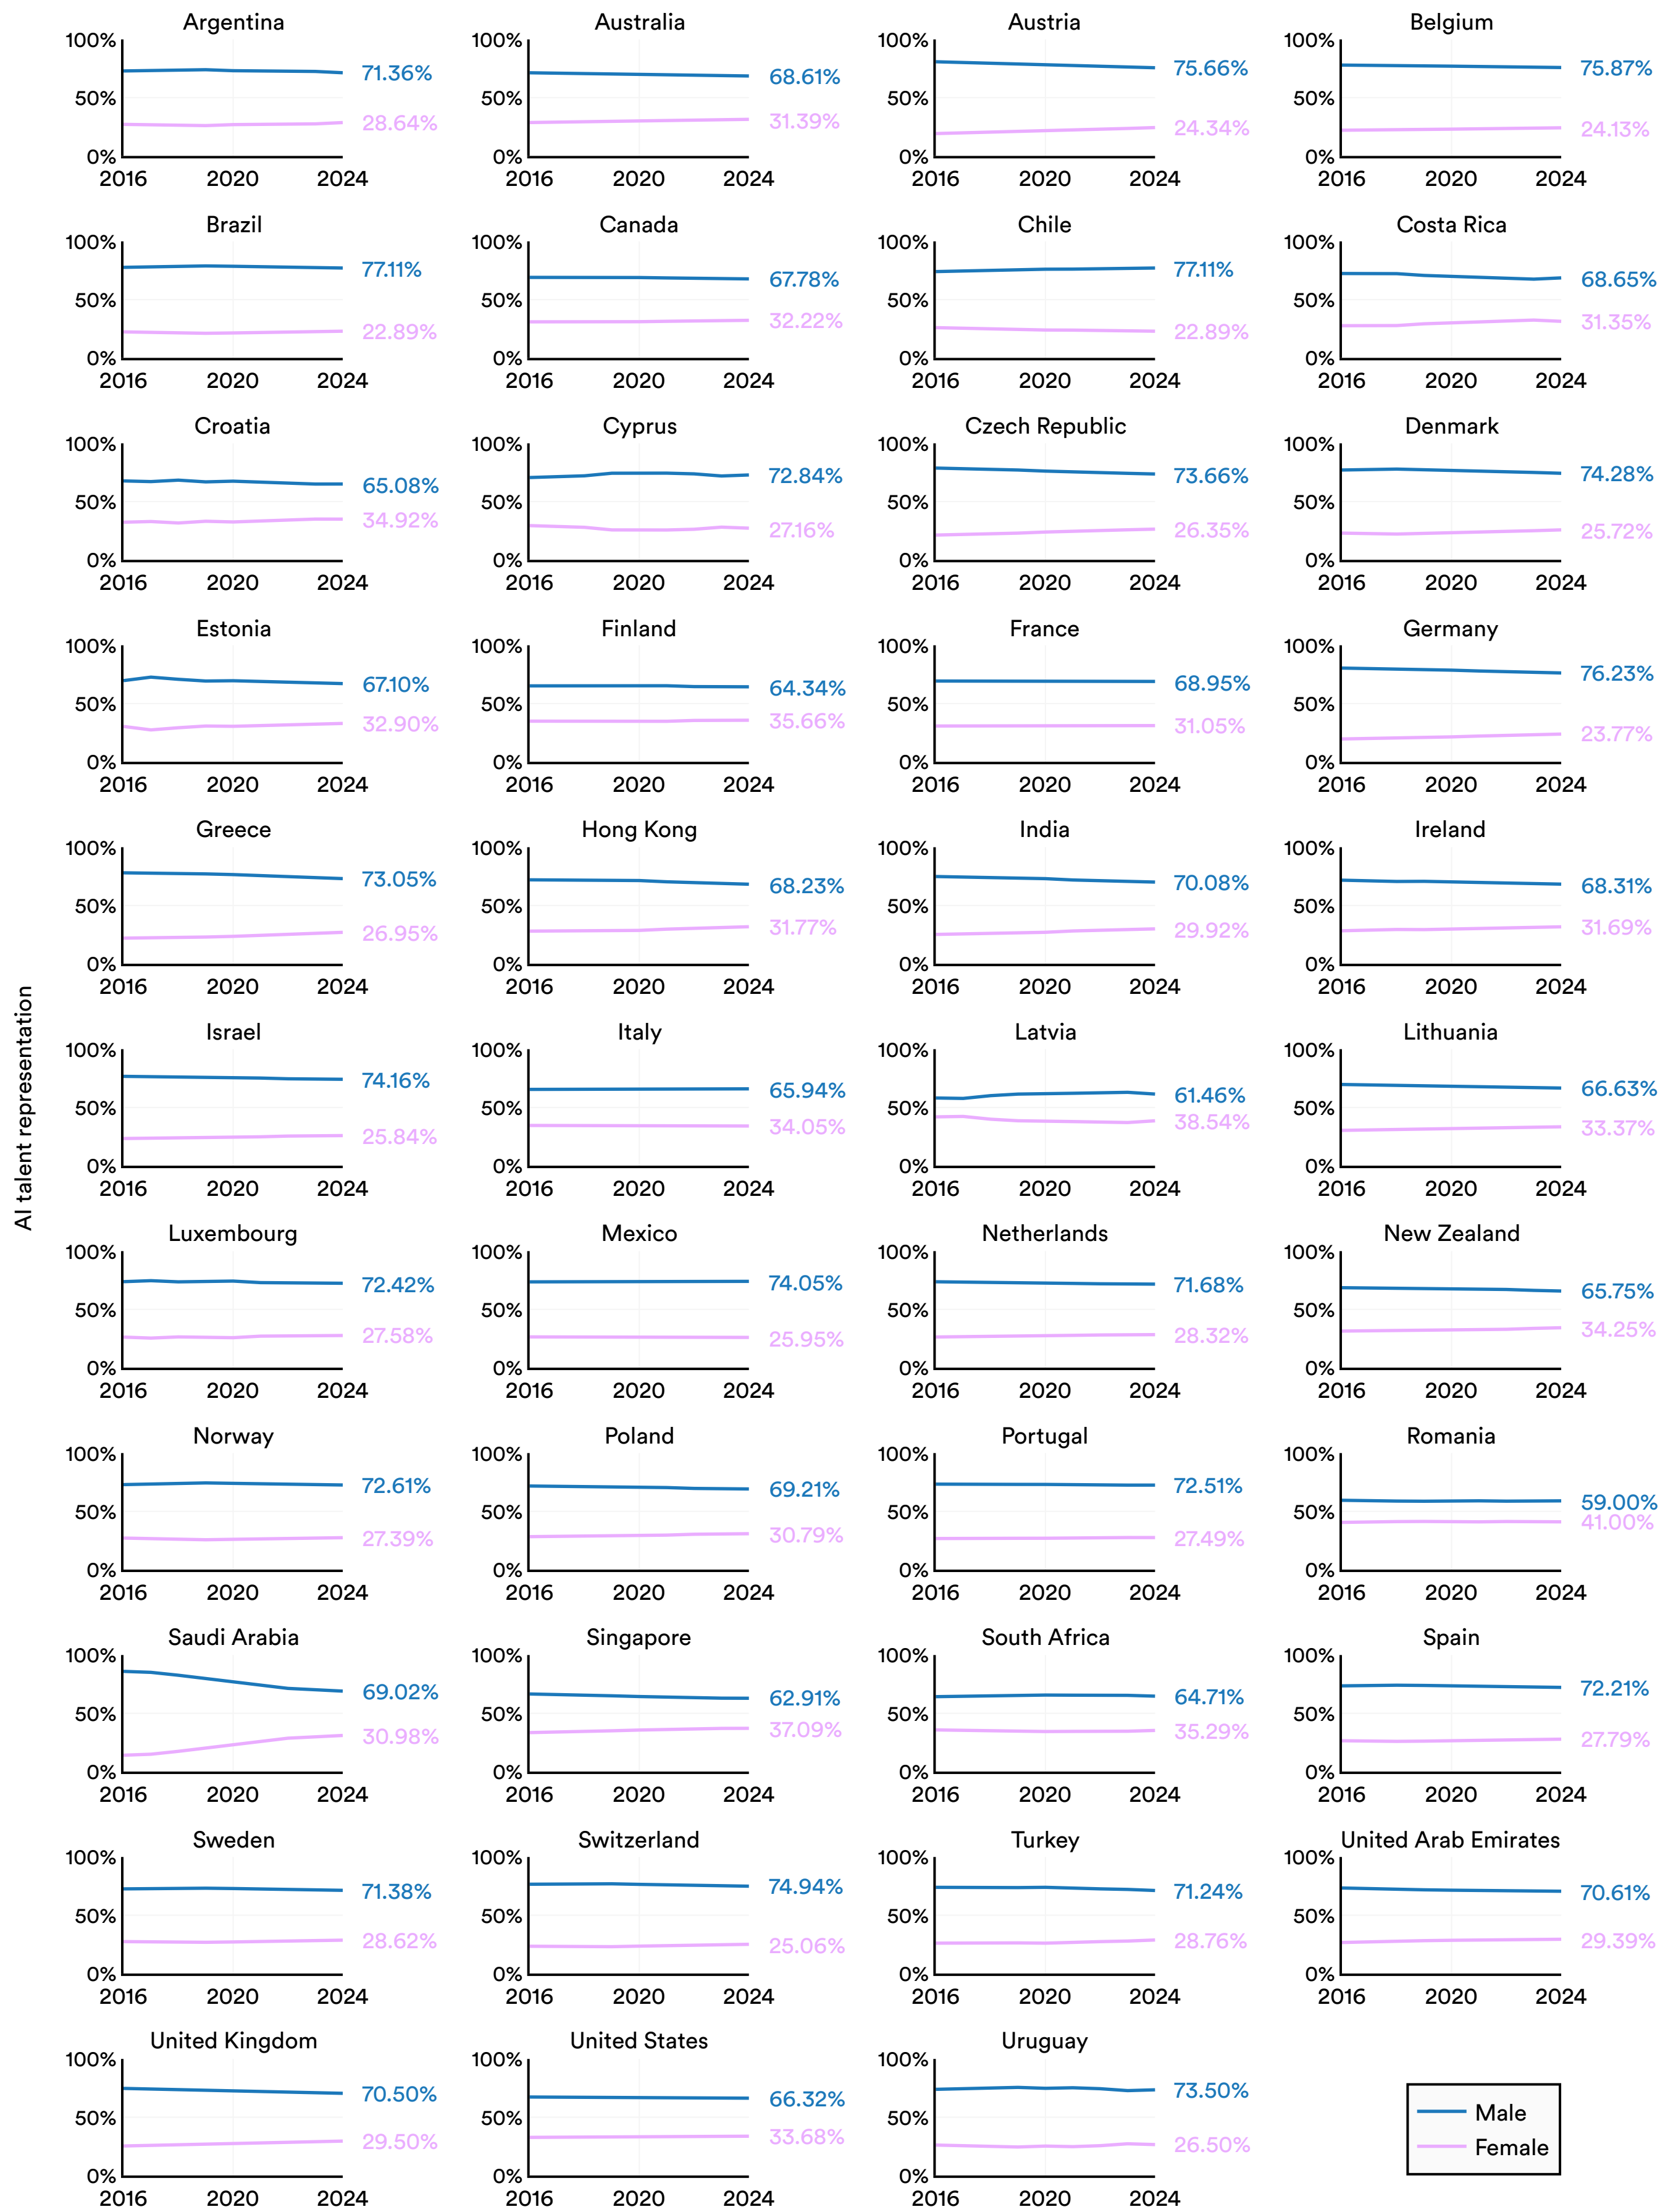 AI talent representation
Argentina
100%
50%
0%
2016 2020 2024
71.36%
28.64%
Australia
100%
50%
0%
2016 2020 2024
68.61%
31.39%
Austria
100%
50%
0%
2016 2020 2024
75.66%
24.34%
Belgium
100%
50%
0%
2016 2020 2024
75.87%
24.13%
Brazil
100%
50%
0%
2016 2020 2024
77.11%
22.89%
Canada
100%
50%
0%
2016 2020 2024
67.78%
32.22%
Chile
100%
50%
0%
2016 2020 2024
77.11%
22.89%
Costa Rica
100%
50%
0%
2016 2020 2024
68.65%
31.35%
Croatia
100%
50%
0%
2016 2020 2024
65.08%
34.92%
Cyprus
100%
50%
0%
2016 2020 2024
72.84%
27.16%
Czech Republic
100%
50%
0%
2016 2020 2024
73.66%
26.35%
Denmark
100%
50%
0%
2016 2020 2024
74.28%
25.72%
Estonia
100%
50%
0%
2016 2020 2024
67.10%
32.90%
Finland
100%
50%
0%
2016 2020 2024
64.34%
35.66%
France
100%
50%
0%
2016 2020 2024
68.95%
31.05%
Germany
100%
50%
0%
2016 2020 2024
76.23%
23.77%
Greece
100%
50%
0%
2016 2020 2024
73.05%
26.95%
Hong Kong
100%
50%
0%
2016 2020 2024
68.23%
31.77%
India
100%
50%
0%
2016 2020 2024
70.08%
29.92%
Ireland
100%
50%
0%
2016 2020 2024
68.31%
31.69%
Israel
100%
50%
0%
2016 2020 2024
74.16%
25.84%
Italy
100%
50%
0%
2016 2020 2024
65.94%
34.05%
Latvia
100%
50%
0%
2016 2020 2024
61.46%
38.54%
Lithuania
100%
50%
0%
2016 2020 2024
66.63%
33.37%
Luxembourg
100%
50%
0%
2016 2020 2024
72.42%
27.58%
Mexico
100%
50%
0%
2016 2020 2024
74.05%
25.95%
Netherlands
100%
50%
0%
2016 2020 2024
71.68%
28.32%
New Zealand
100%
50%
0%
2016 2020 2024
65.75%
34.25%
Norway
100%
50%
0%
2016 2020 2024
72.61%
27.39%
Poland
100%
50%
0%
2016 2020 2024
69.21%
30.79%
Portugal
100%
50%
0%
2016 2020 2024
72.51%
27.49%
Romania
100%
50%
0%
2016 2020 2024
59.00%
41.00%
Saudi Arabia
100%
50%
0%
2016 2020 2024
69.02%
30.98%
Singapore
100%
50%
0%
2016 2020 2024
62.91%
37.09%
South Africa
100%
50%
0%
2016 2020 2024
64.71%
35.29%
Spain
100%
50%
0%
2016 2020 2024
72.21%
27.79%
Sweden
100%
50%
0%
2016 2020 2024
71.38%
28.62%
Switzerland
100%
50%
0%
2016 2020 2024
74.94%
25.06%
Turkey
100%
50%
0%
2016 2020 2024
71.24%
28.76%
United Arab Emirates
100%
50%
0%
2016 2020 2024
70.61%
29.39%
United Kingdom
100%
50%
0%
2016 2020 2024
70.50%
29.50%
United States
100%
50%
0%
2016 2020 2024
66.32%
33.68%
Uruguay
100%
50%
0%
2016 2020 2024
73.50%
26.50%
Male
Female